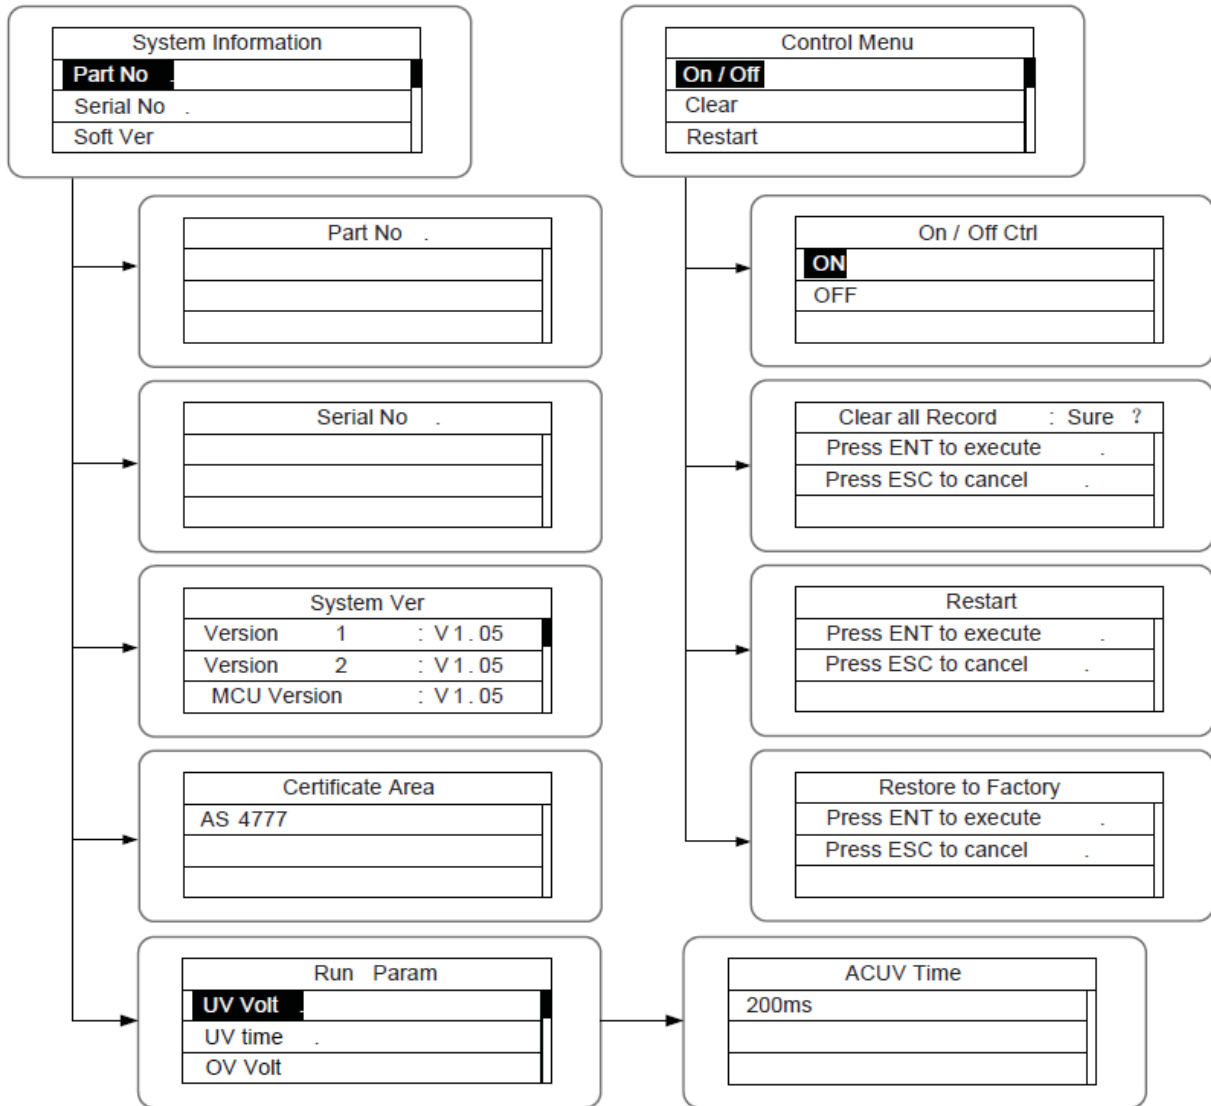 System Information
Part No .
Serial No .
Soft Ver
Control Menu
On / Off
Clear
Restart
Part No .
On / Off Ctrl
ON
OFF
Serial No .
Clear all Record : Sure ?
Press ENT to execute .
Press ESC to cancel .
System Ver
Version 1 : V1.05
Version 2 : V1.05
MCU Version : V1.05
Restart
Press ENT to execute .
Press ESC to cancel .
Certificate Area
AS 4777
Restore to Factory
Press ENT to execute .
Press ESC to cancel .
Run Param
UV Volt .
UV time .
OV Volt
ACUV Time
200ms